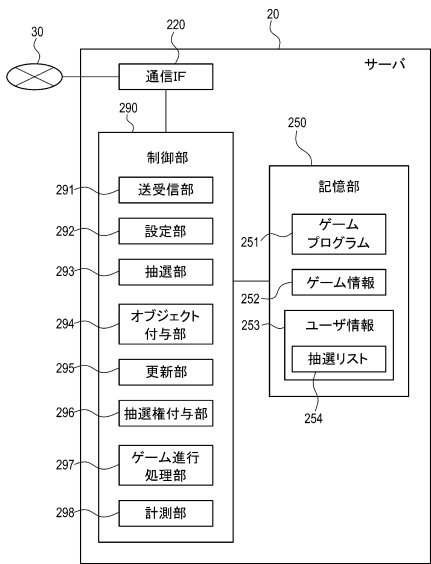 30
220
20
サーバ
通信IF
290
制御部
291
送受信部
292
設定部
293
抽選部
294
オブジェクト
付与部
295
更新部
296
抽選権付与部
297
ゲーム進行
処理部
298
計測部
250
記憶部
251
ゲーム
プログラム
252
ゲーム情報
253
ユーザ情報
抽選リスト
254